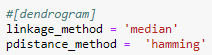 #[dendrogram]
linkage_method = 'median'
pdistance_method = 'hamming'